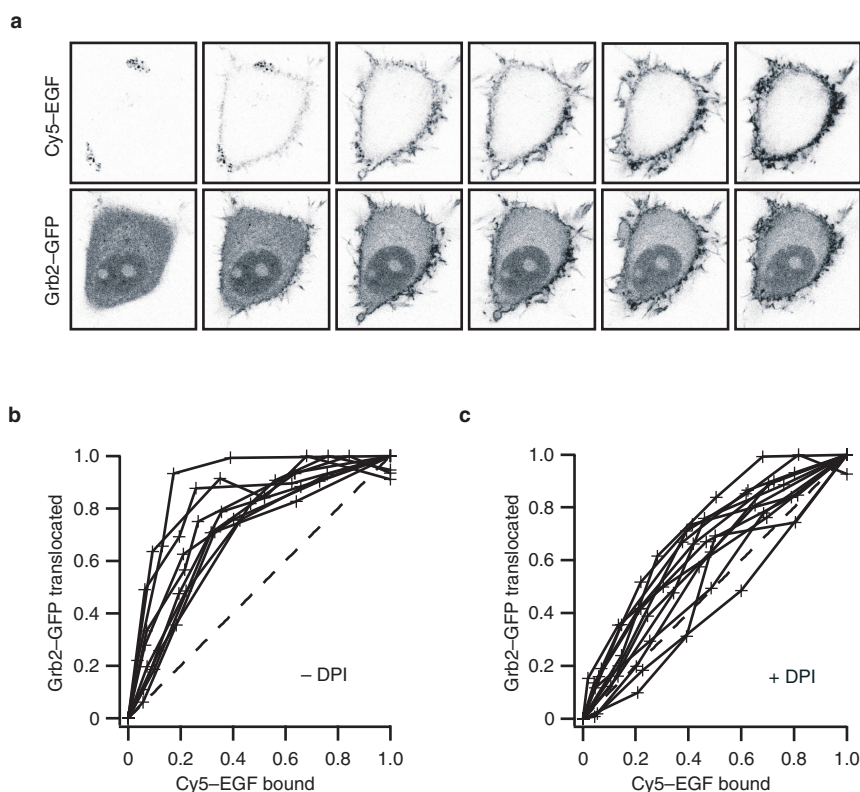 a
Cy5–EGF
Grb2–GFP
b
Grb2–GFP translocated
1.0
0.8
0.6
0.4
0.2
0
– DPI
0 0.2 0.4 0.6 0.8 1.0
Cy5–EGF bound
c
Grb2–GFP translocated
1.0
0.8
0.6
0.4
0.2
0
+ DPI
0 0.2 0.4 0.6 0.8 1.0
Cy5–EGF bound